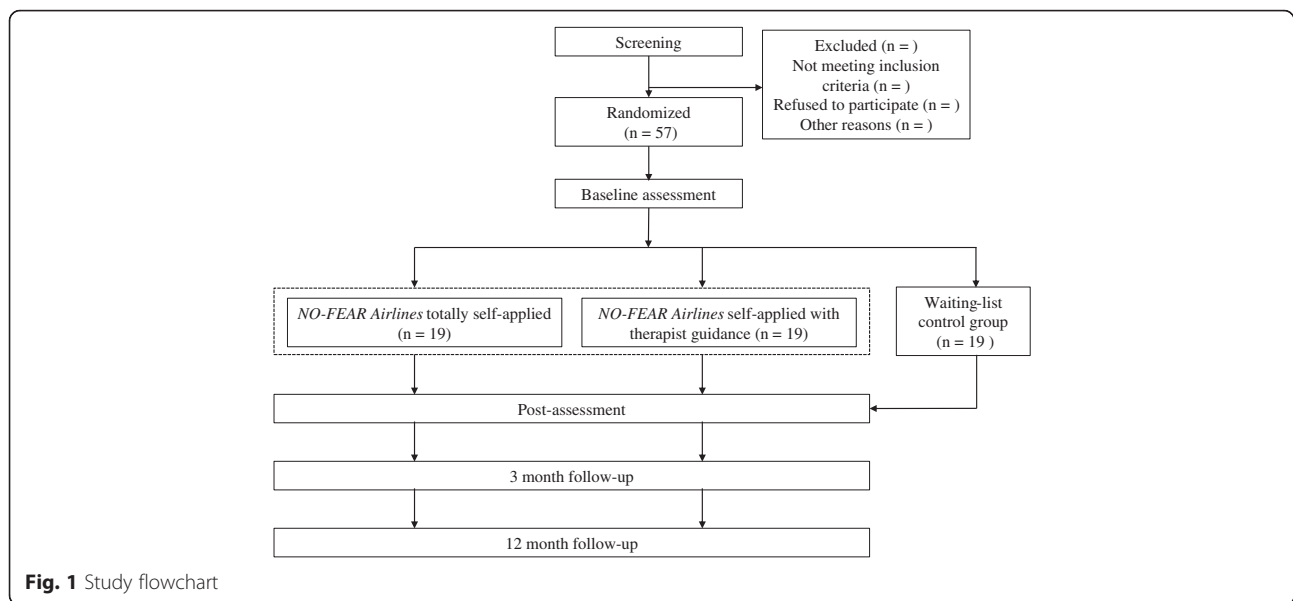 Screening
Excluded (n = )
Not meeting inclusion
criteria (n = )
Refused to participate (n = )
Other reasons (n = )
Randomized
(n = 57)
Baseline assessment
NO-FEAR Airlines totally self-applied
(n = 19)
NO-FEAR Airlines self-applied with
therapist guidance (n = 19)
Waiting-list
control group
(n = 19 )
Post-assessment
3 month follow-up
12 month follow-up
Fig. 1 Study flowchart